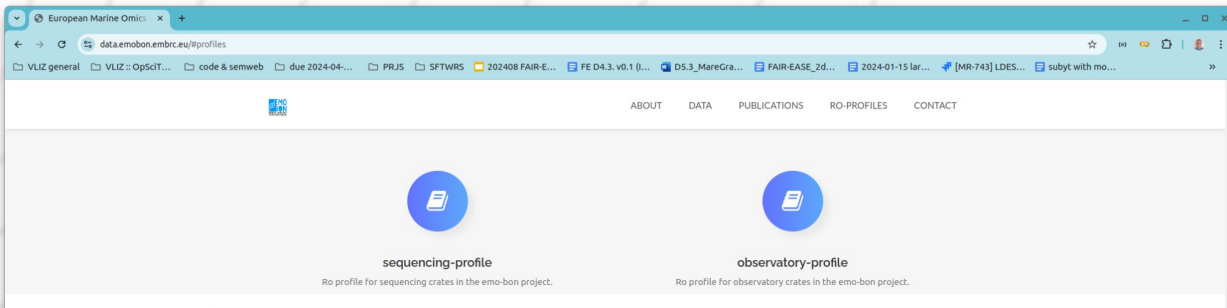 European Marine Omics
data.emobon.embrc.eu/#profiles
VLIZ general VLIZ :: OpSciT... code & semweb due 2024-04-... PRJS SFTWRS 202408 FAIR-E... FE D4.3. v0.1 (I... D5.3_MareGra... FAIR-EASE_2d... 2024-01-15 lar... [MR-743] LDES... subyt with mo... »
EMO BON
ABOUT DATA PUBLICATIONS RO-PROFILES CONTACT
sequencing-profile observatory-profile
Ro profile for sequencing crates in the emo-bon project. Ro profile for observatory crates in the emo-bon project.